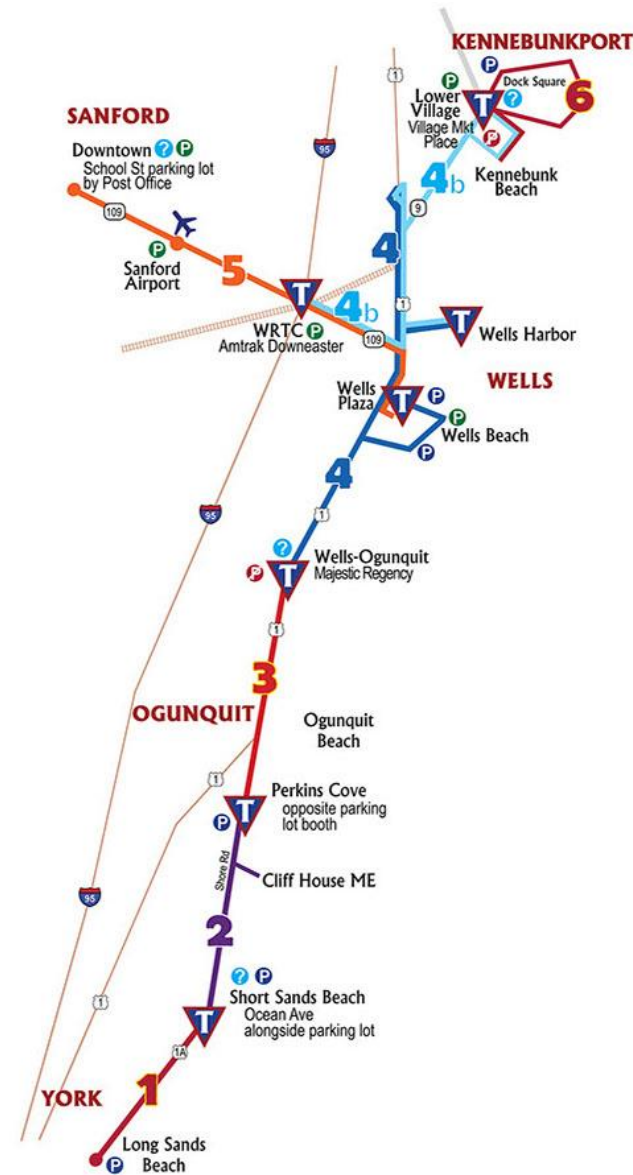 KENNEBUNKPORT
P
Dock Square
1
P
Lower
Village
T
?
6
Village Mkt
Place
P
SANFORD
Downtown ? P
School St parking lot
by Post Office
95
Kennebunk
Beach
4b
109
9
P
Sanford
Airport
5
4
T
4b
1
T
Wells Harbor
WRTC P
Amtrak Downeaster
109
WELLS
Wells
Plaza
T
P
P
Wells Beach
P
4
95
1
?
Wells-Ogunquit
Majestic Regency
P
T
1
3
OGUNQUIT
Ogunquit
Beach
1
Perkins Cove
opposite parking
lot booth
P
T
Shore Rd
Cliff House ME
95
2
? P
Short Sands Beach
Ocean Ave
alongside parking lot
1
T
1A
YORK
1
Long Sands
Beach
P